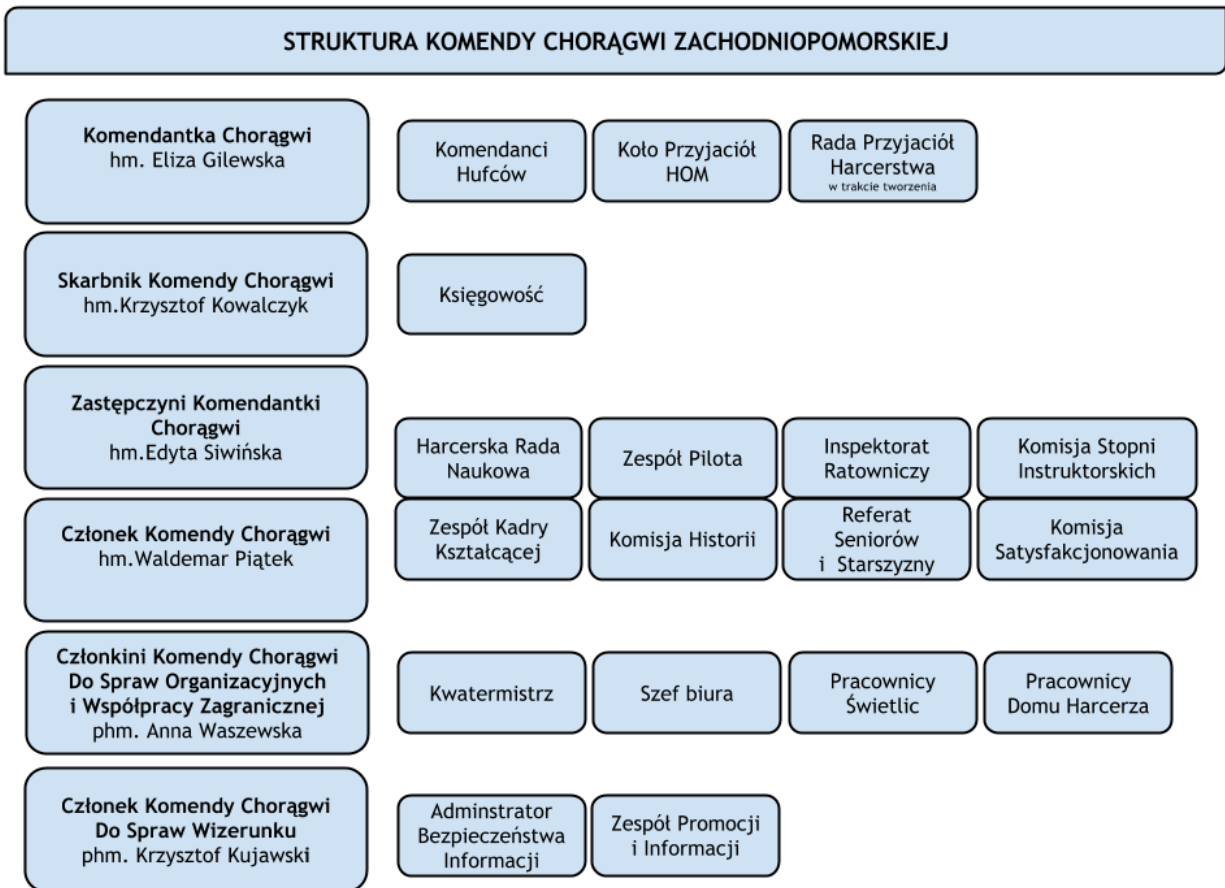 STRUKTURA KOMENDY CHORĄGWI ZACHODNIOPOMORSKIEJ
Komendantka Chorągwi
hm. Eliza Gilewska
Komendanci
Hufców
Koło Przyjaciół
HOM
Rada Przyjaciół
Harcerstwa
w trakcie tworzenia
Skarbnik Komendy Chorągwi
hm.Krzysztof Kowalczyk
Księgowość
Zastępczyni Komendantki
Chorągwi
hm.Edyta Siwińska
Harcerska Rada
Naukowa
Zespół Pilota
Inspektorat
Ratowniczy
Komisja Stopni
Instruktorskich
Członek Komendy Chorągwi
hm.Waldemar Piątek
Zespół Kadry
Kształcącej
Komisja Historii
Referat
Seniorów
i Starszyzny
Komisja
Satysfakcjonowania
Członkini Komendy Chorągwi
Do Spraw Organizacyjnych
i Współpracy Zagranicznej
phm. Anna Waszewska
Kwatermistrz
Szef biura
Pracownicy
Świetlic
Pracownicy
Domu Harcerza
Członek Komendy Chorągwi
Do Spraw Wizerunku
phm. Krzysztof Kujawski
Adminstrator
Bezpieczeństwa
Informacji
Zespół Promocji
i Informacji